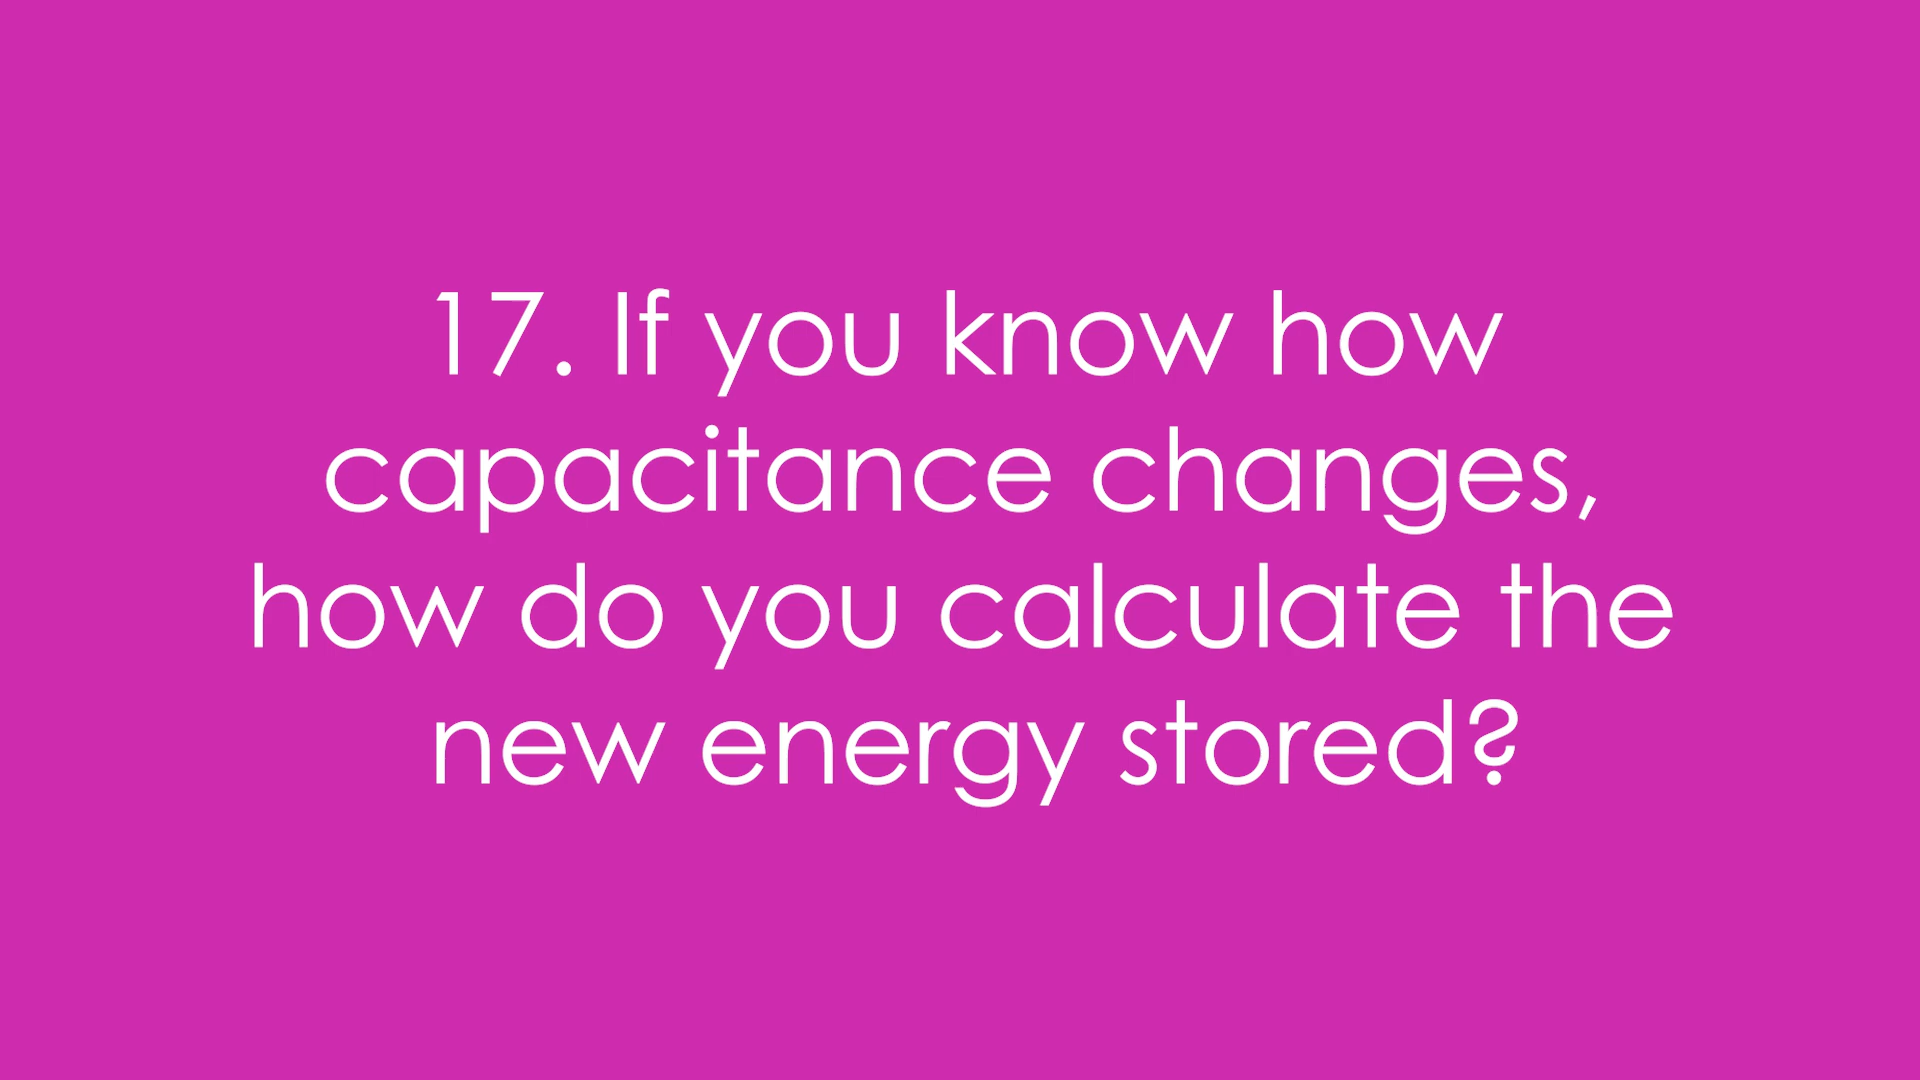 17. If you know how
capacitance changes,
how do you calculate the
new energy stored?